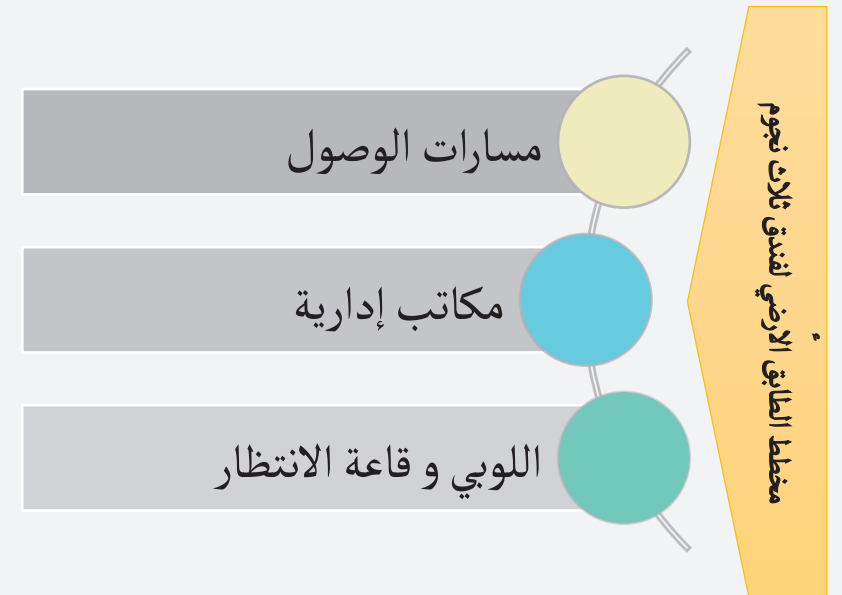 مخطط الطابق الأرضي لفندق ثلاث نجوم
مسارات الوصول
مكاتب إدارية
اللوبي و قاعة الانتظار